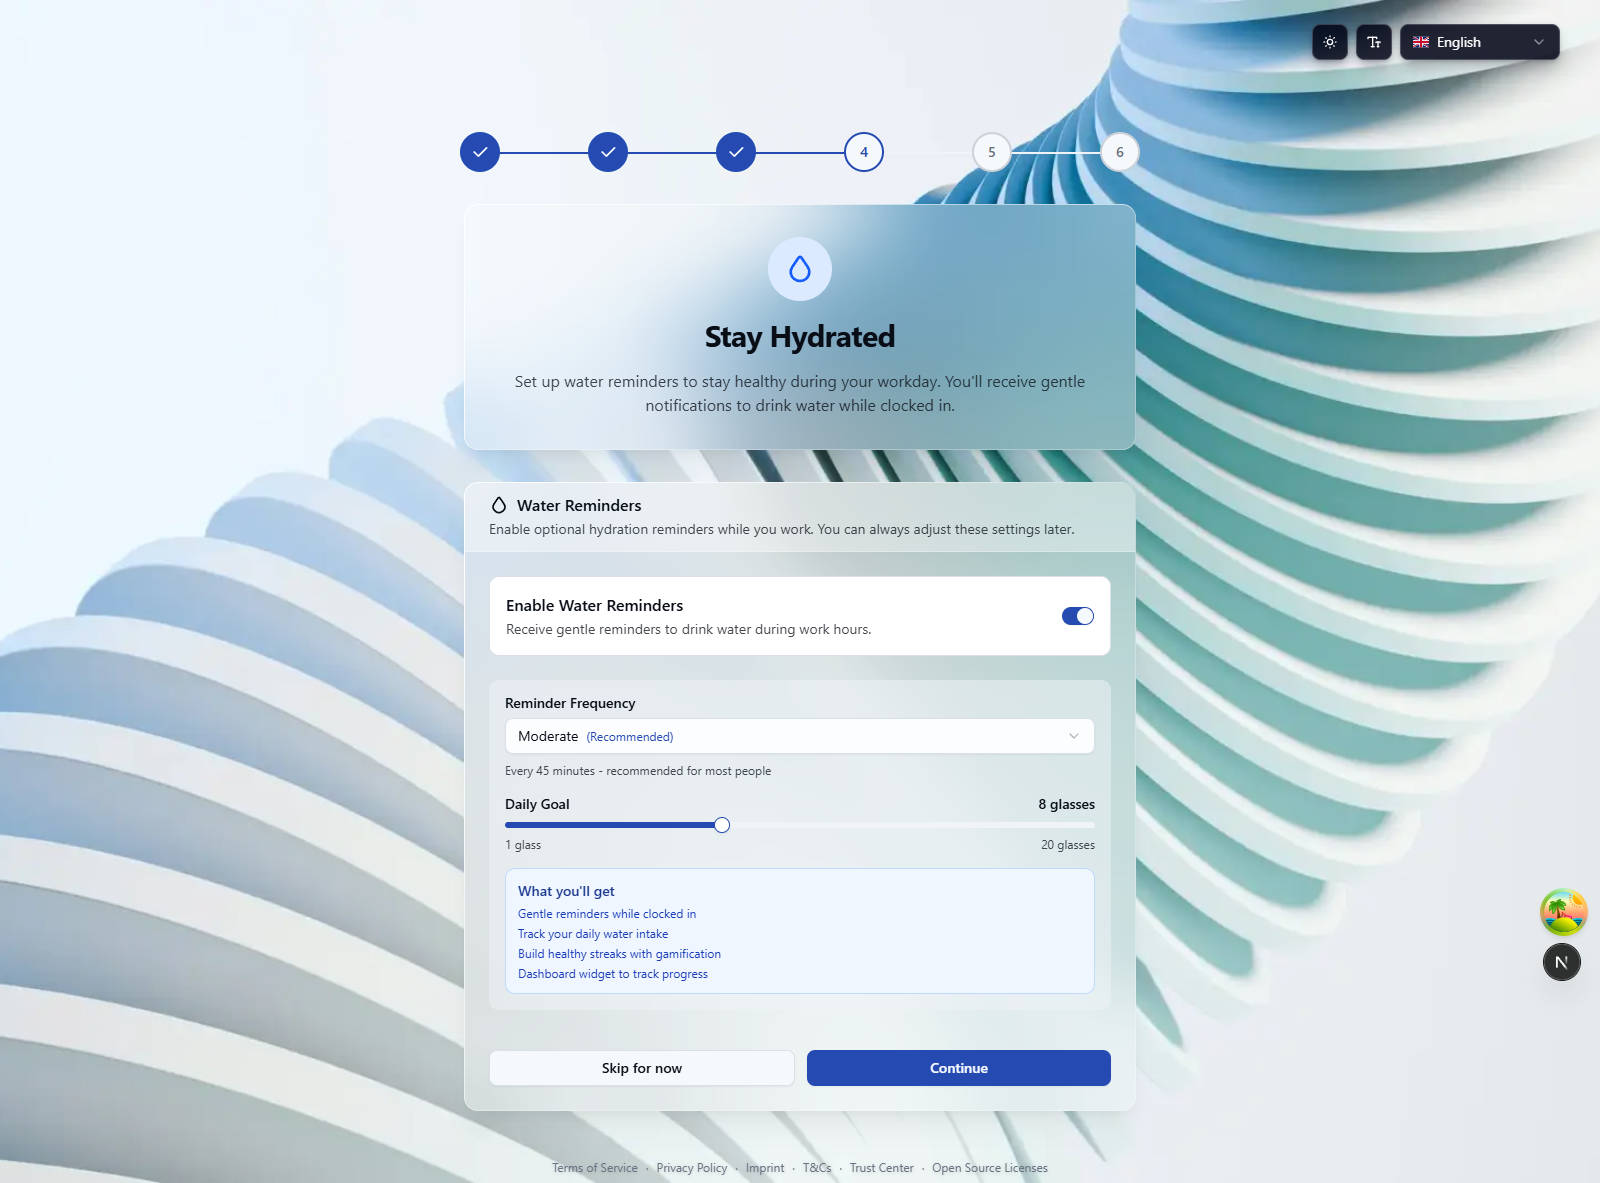 English
4
5
6
Stay Hydrated
Set up water reminders to stay healthy during your workday. You'll receive gentle
notifications to drink water while clocked in.
Water Reminders
Enable optional hydration reminders while you work. You can always adjust these settings later.
Enable Water Reminders
Receive gentle reminders to drink water during work hours.
Reminder Frequency
Moderate (Recommended)
Every 45 minutes - recommended for most people
Daily Goal 8 glasses
1 glass 20 glasses
What you'll get
Gentle reminders while clocked in
Track your daily water intake
Build healthy streaks with gamification
Dashboard widget to track progress
N
Skip for now Continue
Terms of Service · Privacy Policy · Imprint · T&Cs · Trust Center · Open Source Licenses